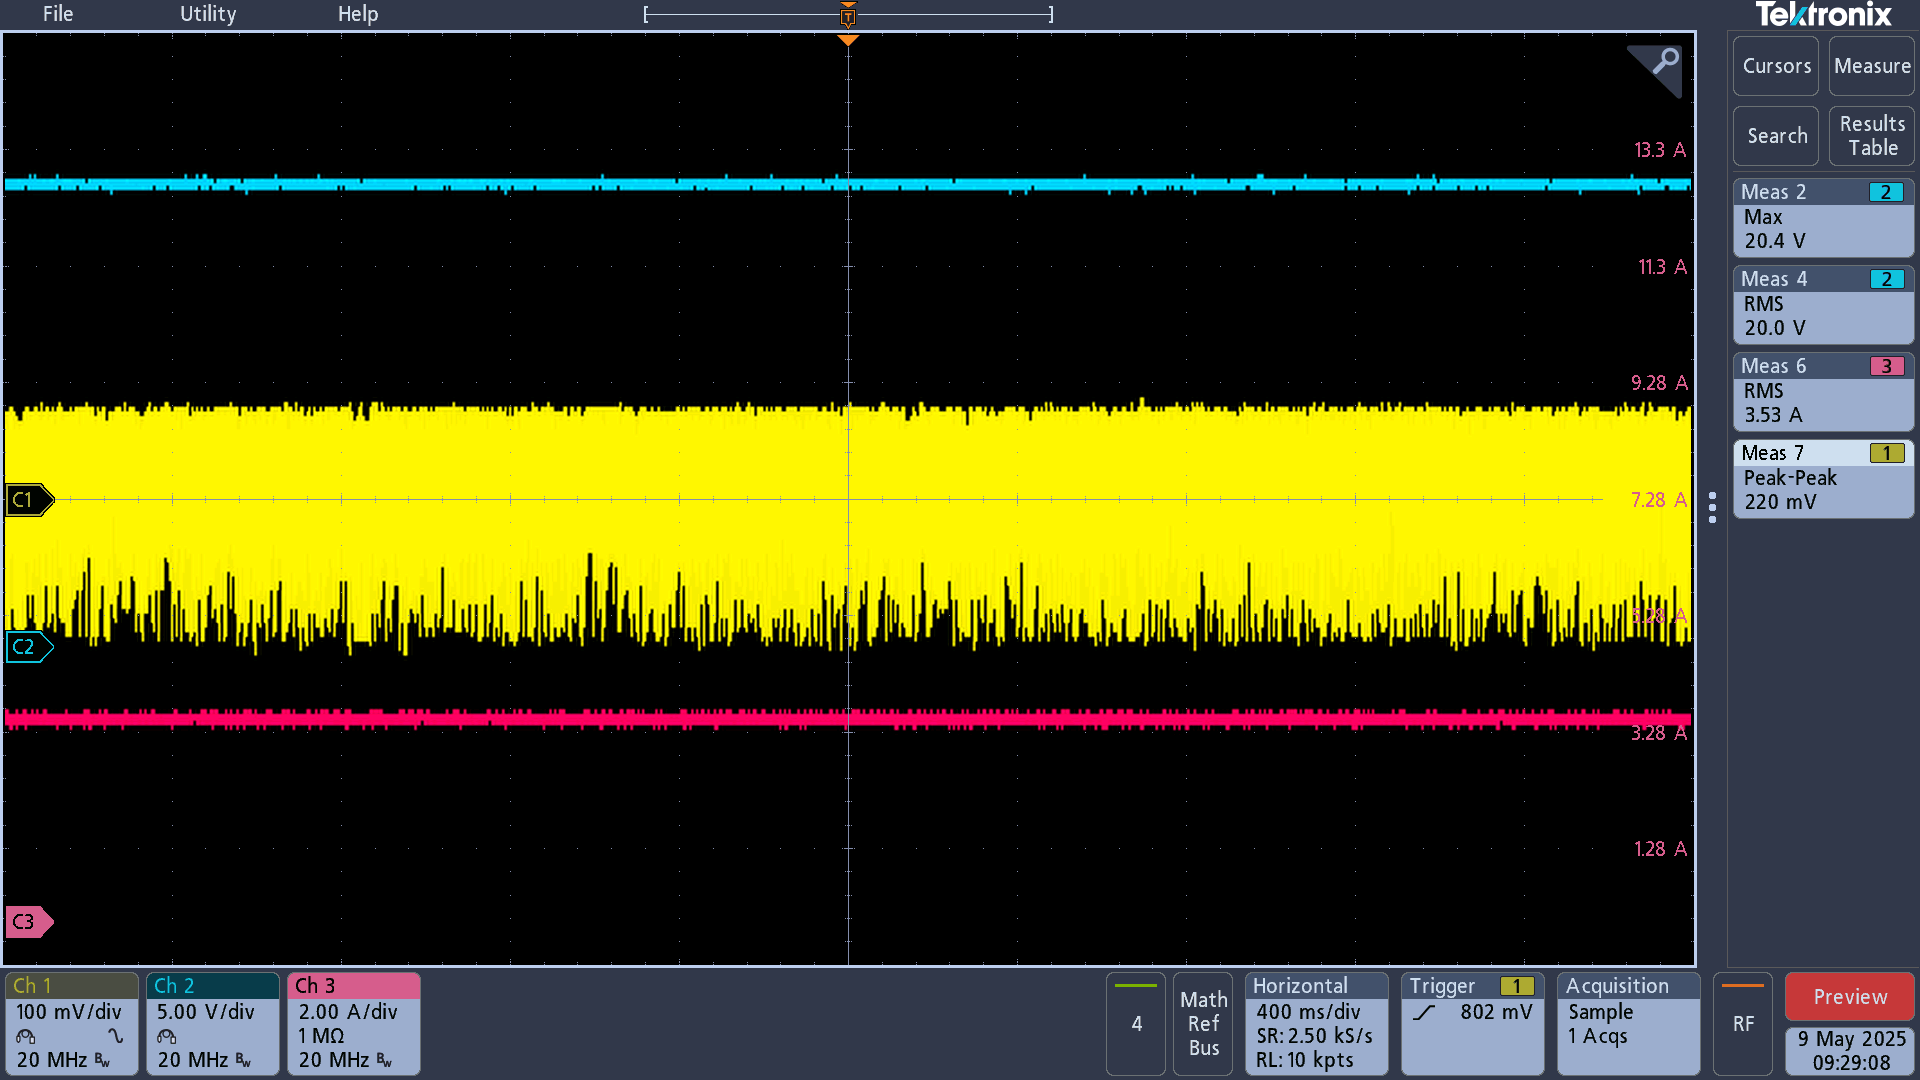 File Utility Help
T
Tektronix
Cursors Measure
Search Results Table
13.3 A
11.3 A
9.28 A
7.28 A
5.28 A
3.28 A
1.28 A
C1
C2
C3
Meas 2 2
Max
20.4 V
Meas 4 2
RMS
20.0 V
Meas 6 3
RMS
3.53 A
Meas 7 1
Peak-Peak
220 mV
Ch 1
100 mV/div
20 MHz Bw
Ch 2
5.00 V/div
20 MHz Bw
Ch 3
2.00 A/div
1 MΩ
20 MHz Bw
4
Math
Ref
Bus
Horizontal
400 ms/div
SR: 2.50 kS/s
RL: 10 kpts
Trigger 1
802 mV
Acquisition
Sample
1 Acqs
RF
Preview
9 May 2025
09:29:08